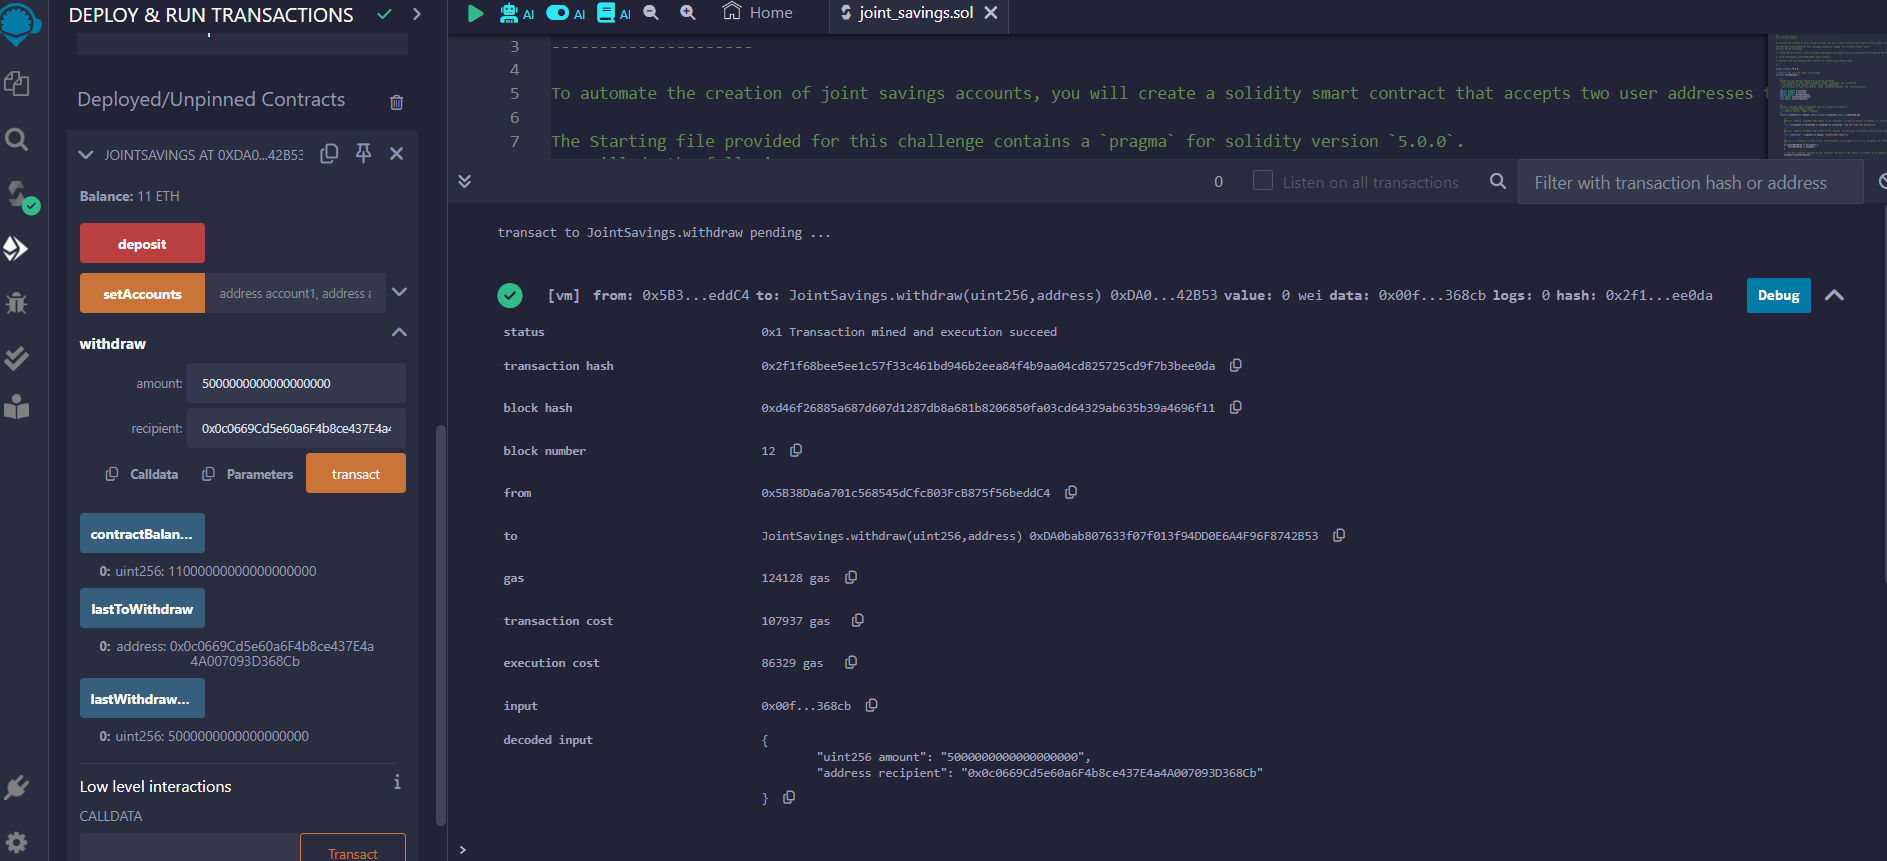 DEPLOY & RUN TRANSACTIONS
Deployed/Unpinned Contracts
JOINTSAVINGS AT 0XDA0...42B53
Balance: 11 ETH
deposit
setAccounts
address account1, address a
withdraw
amount:
5000000000000000000
recipient:
0x0c0669Cd5e60a6F4b8ce437E4a4
Calldata
Parameters
transact
contractBalan...
0: uint256: 11000000000000000000
lastToWithdraw
0: address: 0x0c0669Cd5e60a6F4b8ce437E4a
4A007093D368Cb
lastWithdraw...
0: uint256: 5000000000000000000
Low level interactions
i
CALLDATA
Transact
AI
AI
AI
Home
joint_savings.sol
3 ---------------------
4
5 To automate the creation of joint savings accounts, you will create a solidity smart contract that accepts two user addresses
6
7 The Starting file provided for this challenge contains a `pragma` for solidity version `5.0.0`.
0
Listen on all transactions
Filter with transaction hash or address
transact to JointSavings.withdraw pending ...
[vm] from: 0x5B3...eddC4 to: JointSavings.withdraw(uint256,address) 0xDA0...42B53 value: 0 wei data: 0x00f...368cb logs: 0 hash: 0x2f1...ee0da
Debug
status 0x1 Transaction mined and execution succeed
transaction hash 0x2f1f68bee5ee1c57f33c461bd946b2eea84f4b9aa04cd825725cd9f7b3bee0da
block hash 0xd46f26885a687d607d1287db8a681b8206850fa03cd64329ab635b39a4696f11
block number 12
from 0x5B38Da6a701c568545dCfcB03FcB875f56beddC4
to JointSavings.withdraw(uint256,address) 0xDA0bab807633f07f013f94DD0E6A4F96F8742B53
gas 124128 gas
transaction cost 107937 gas
execution cost 86329 gas
input 0x00f...368cb
decoded input {
"uint256 amount": "5000000000000000000",
"address recipient": "0x0c0669Cd5e60a6F4b8ce437E4a4A007093D368Cb"
}
>